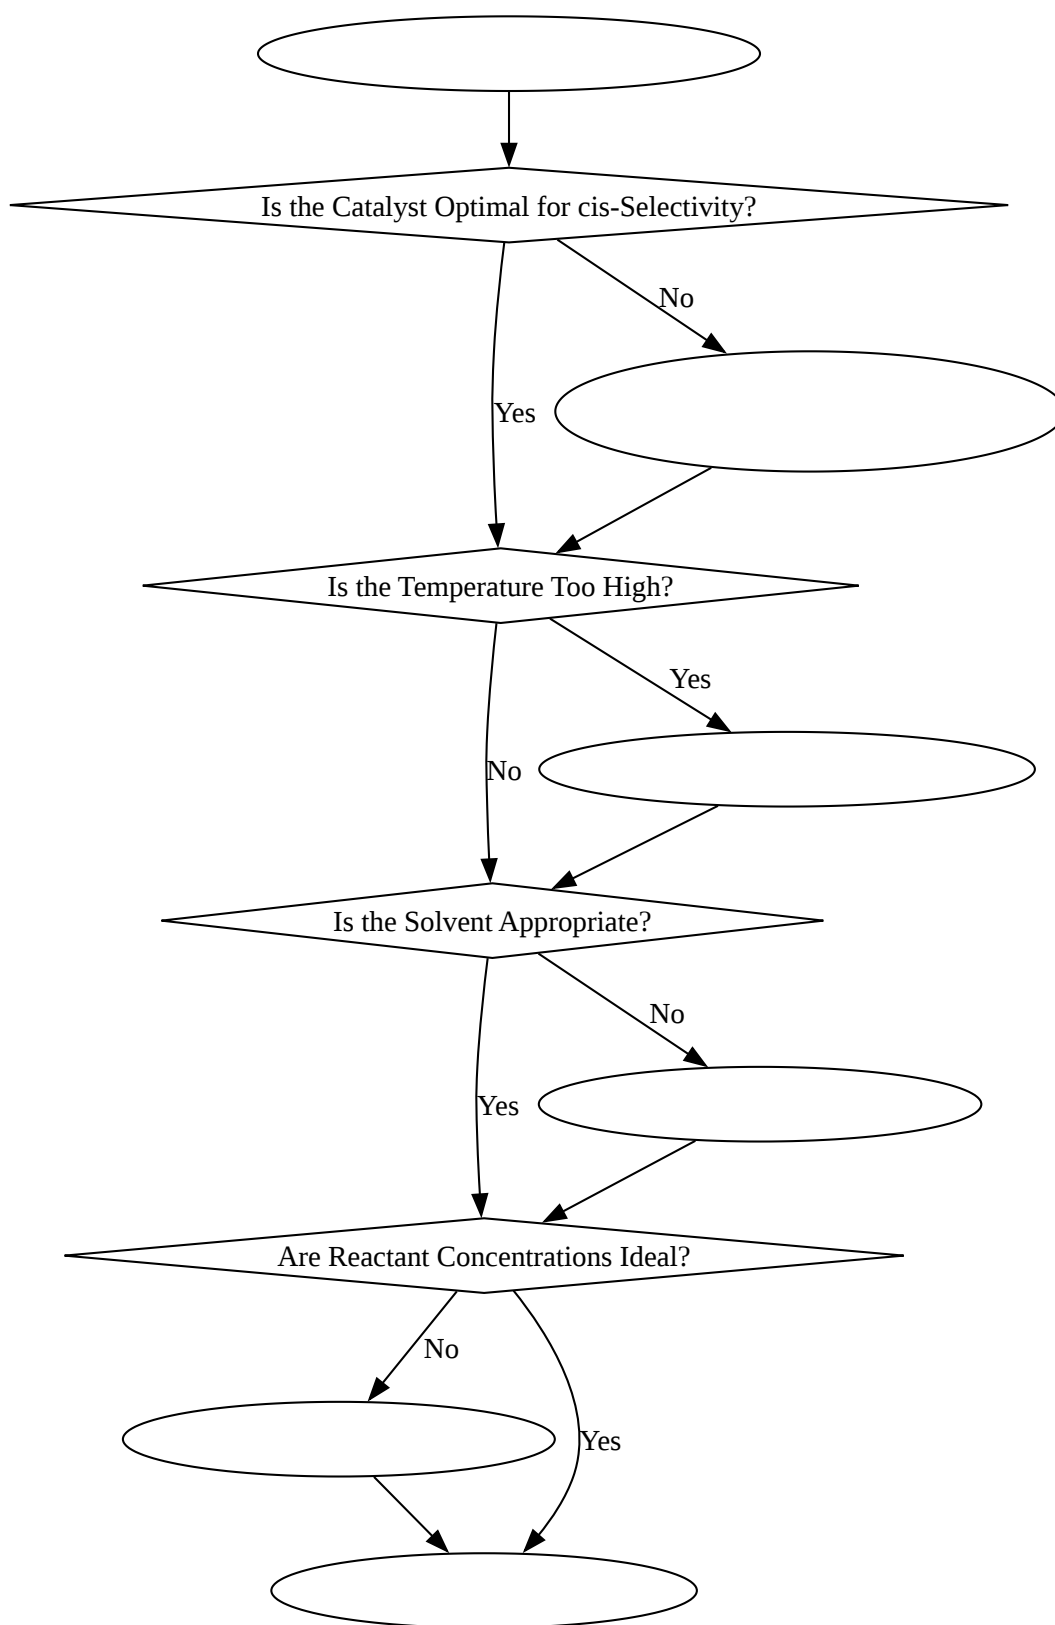 Is the Catalyst Optimal for cis-Selectivity?
No
Yes
Is the Temperature Too High?
Yes
No
Is the Solvent Appropriate?
No
Yes
Are Reactant Concentrations Ideal?
No
Yes